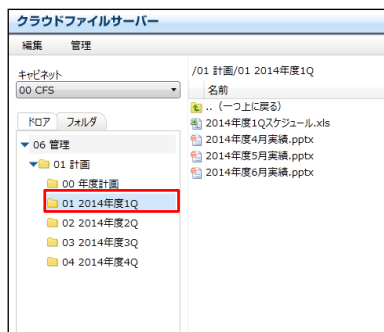 クラウドファイルサーバー
編集 管理
キャビネット
00 CFS
ドロア フォルダ
06 管理
01 計画
00 年度計画
01 2014年度1Q
02 2014年度2Q
03 2014年度3Q
04 2014年度4Q
/01 計画/01 2014年度1Q
名前
.. (一つ上に戻る)
2014年度1Qスケジュール.xls
2014年度4月実績.pptx
2014年度5月実績.pptx
2014年度6月実績.pptx